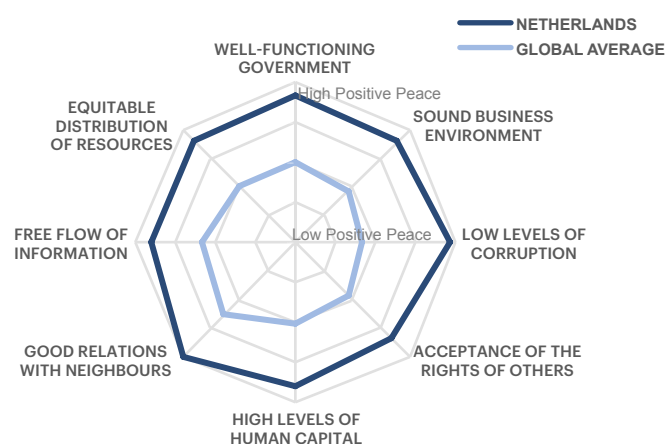 NETHERLANDS
GLOBAL AVERAGE
WELL-FUNCTIONING
GOVERNMENT
High Positive Peace
SOUND BUSINESS
ENVIRONMENT
EQUITABLE
DISTRIBUTION
OF RESOURCES
FREE FLOW OF
INFORMATION
Low Positive Peace
LOW LEVELS OF
CORRUPTION
GOOD RELATIONS
WITH NEIGHBOURS
ACCEPTANCE OF THE
RIGHTS OF OTHERS
HIGH LEVELS OF
HUMAN CAPITAL